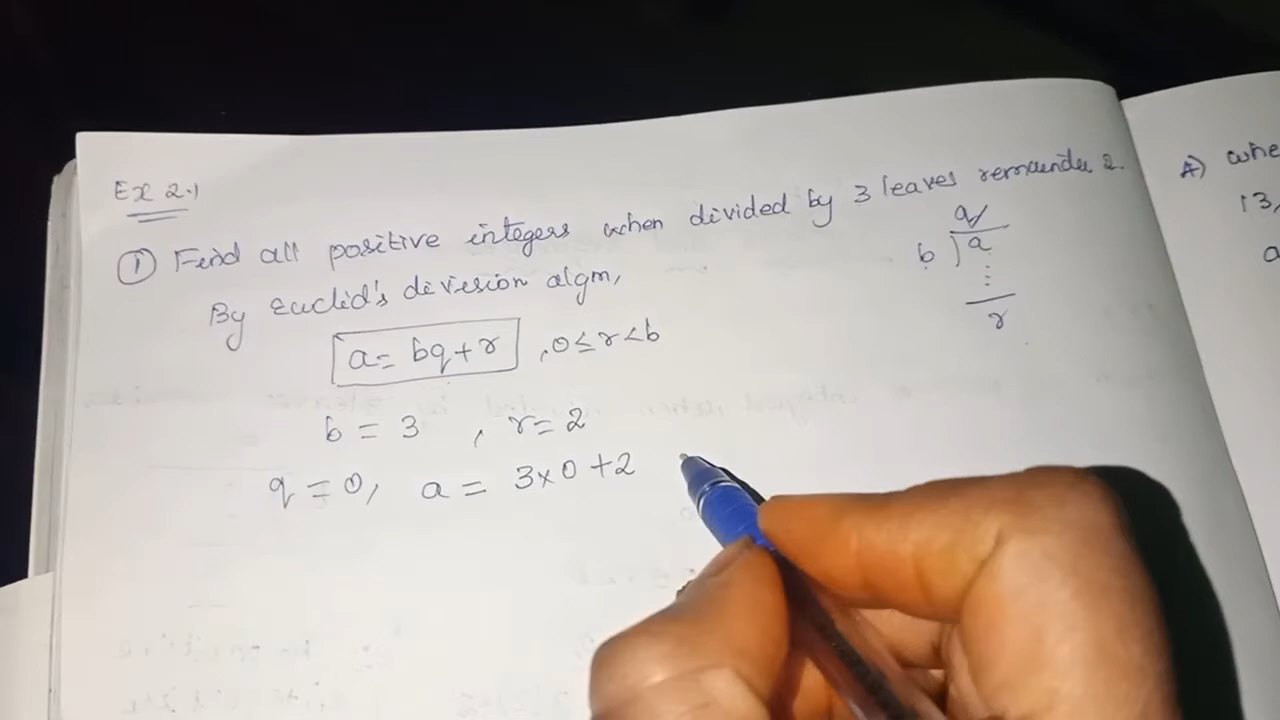 Ex 2.1
① Find all positive integers when divided by 3 leaves remainder 2.
By Euclid's division algm,
a = bq + r , 0 ≤ r < b
b = 3 , r = 2
q = 0, a = 3×0+2
q
b ) a
⋮
r
A) whe
13,
a